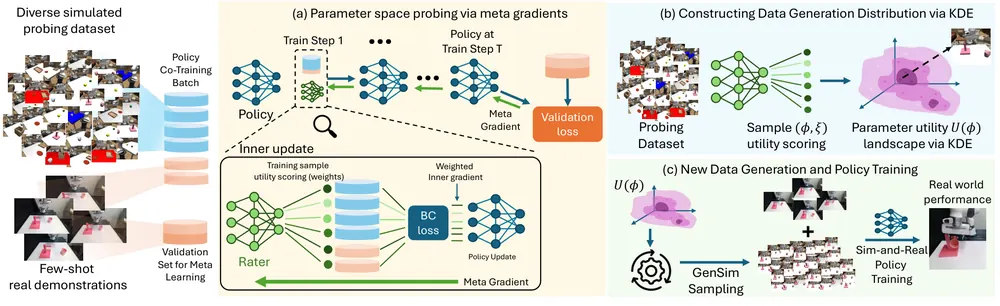 Diverse simulated
probing dataset
Policy
Co-Training
Batch
Few-shot
real demonstrations
Validation
Set for Meta
Learning
(a) Parameter space probing via meta gradients
Train Step 1
Policy at
Train Step T
Policy
Meta
Gradient
Validation
loss
Inner update
Training sample
utility scoring (weights)
Weighted
Inner gradient
BC
loss
Rater
Policy Update
Meta Gradient
(b) Constructing Data Generation Distribution via KDE
Probing
Dataset
Sample (ϕ, ξ)
utility scoring
Parameter utility U(ϕ)
landscape via KDE
(c) New Data Generation and Policy Training
U(ϕ)
GenSim
Sampling
+
Sim-and-Real
Policy
Training
Real world
performance